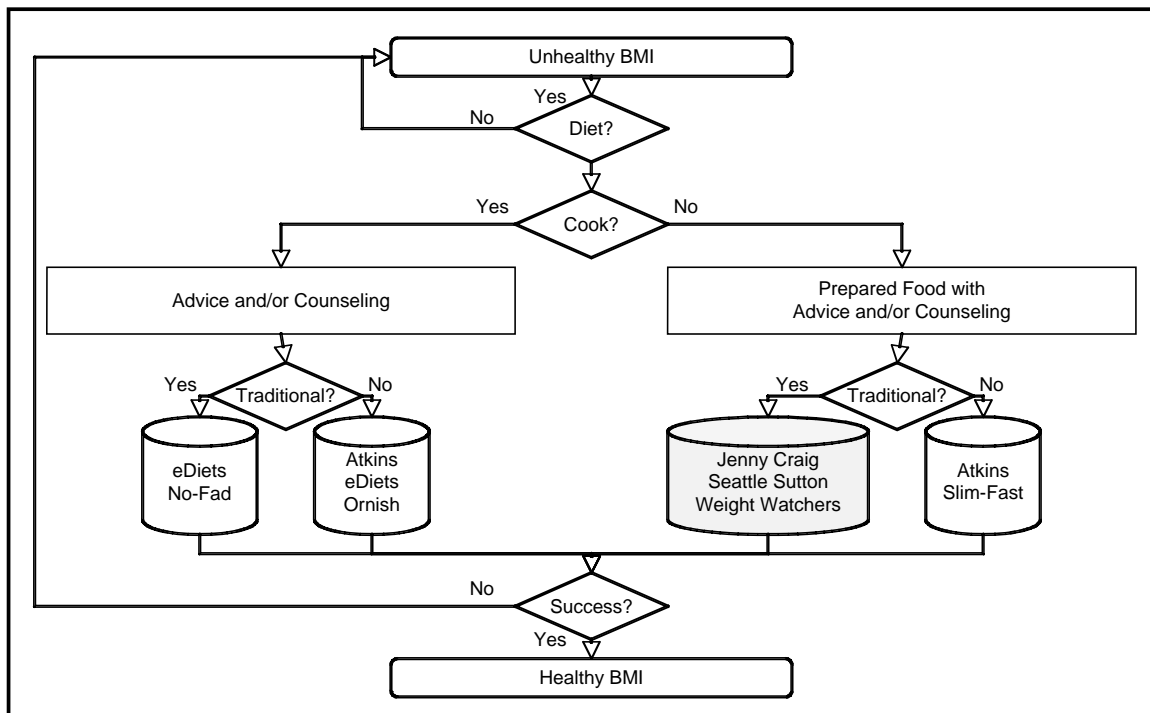 Unhealthy BMI
Yes
No
Diet?
Yes
No
Cook?
Advice and/or Counseling
Prepared Food with
Advice and/or Counseling
Yes
Traditional?
No
Yes
Traditional?
No
eDiets
No-Fad
Atkins
eDiets
Ornish
Jenny Craig
Seattle Sutton
Weight Watchers
Atkins
Slim-Fast
No
Success?
Yes
Healthy BMI